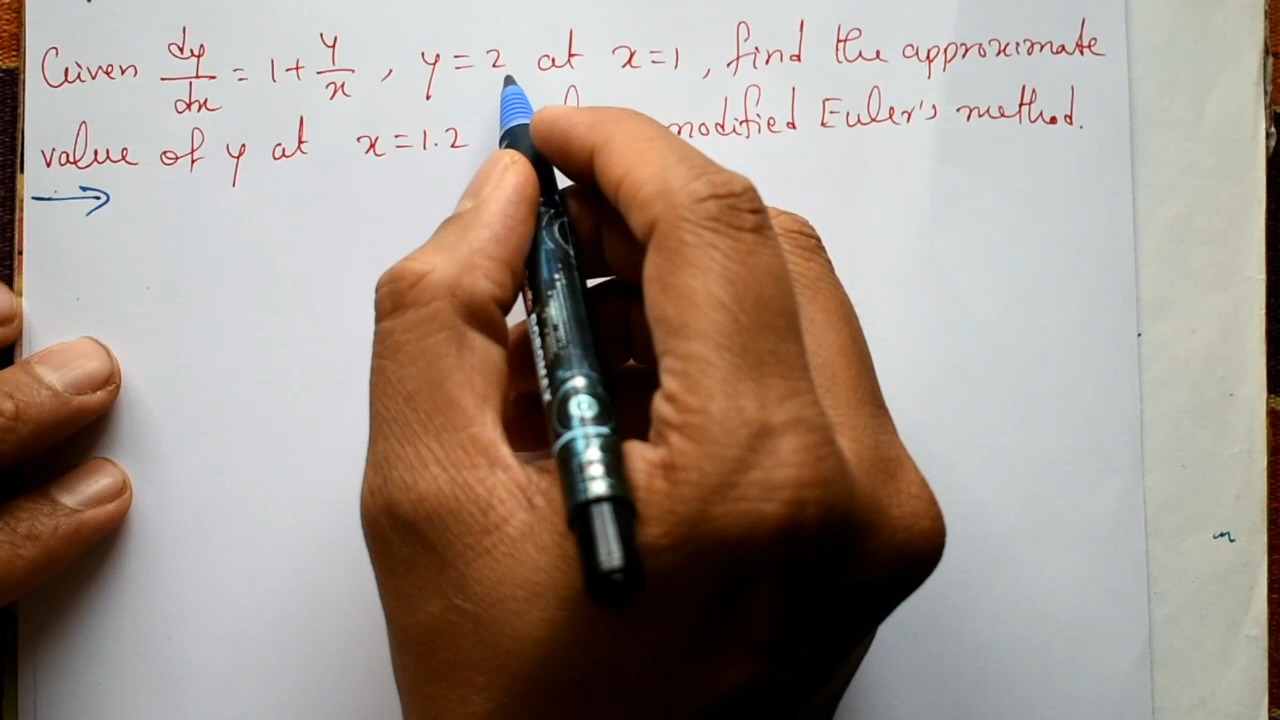 Given dy/dx = 1 + y/x , y = 2 at x = 1 , find the approximate
value of y at x = 1.2 modified Euler's method.